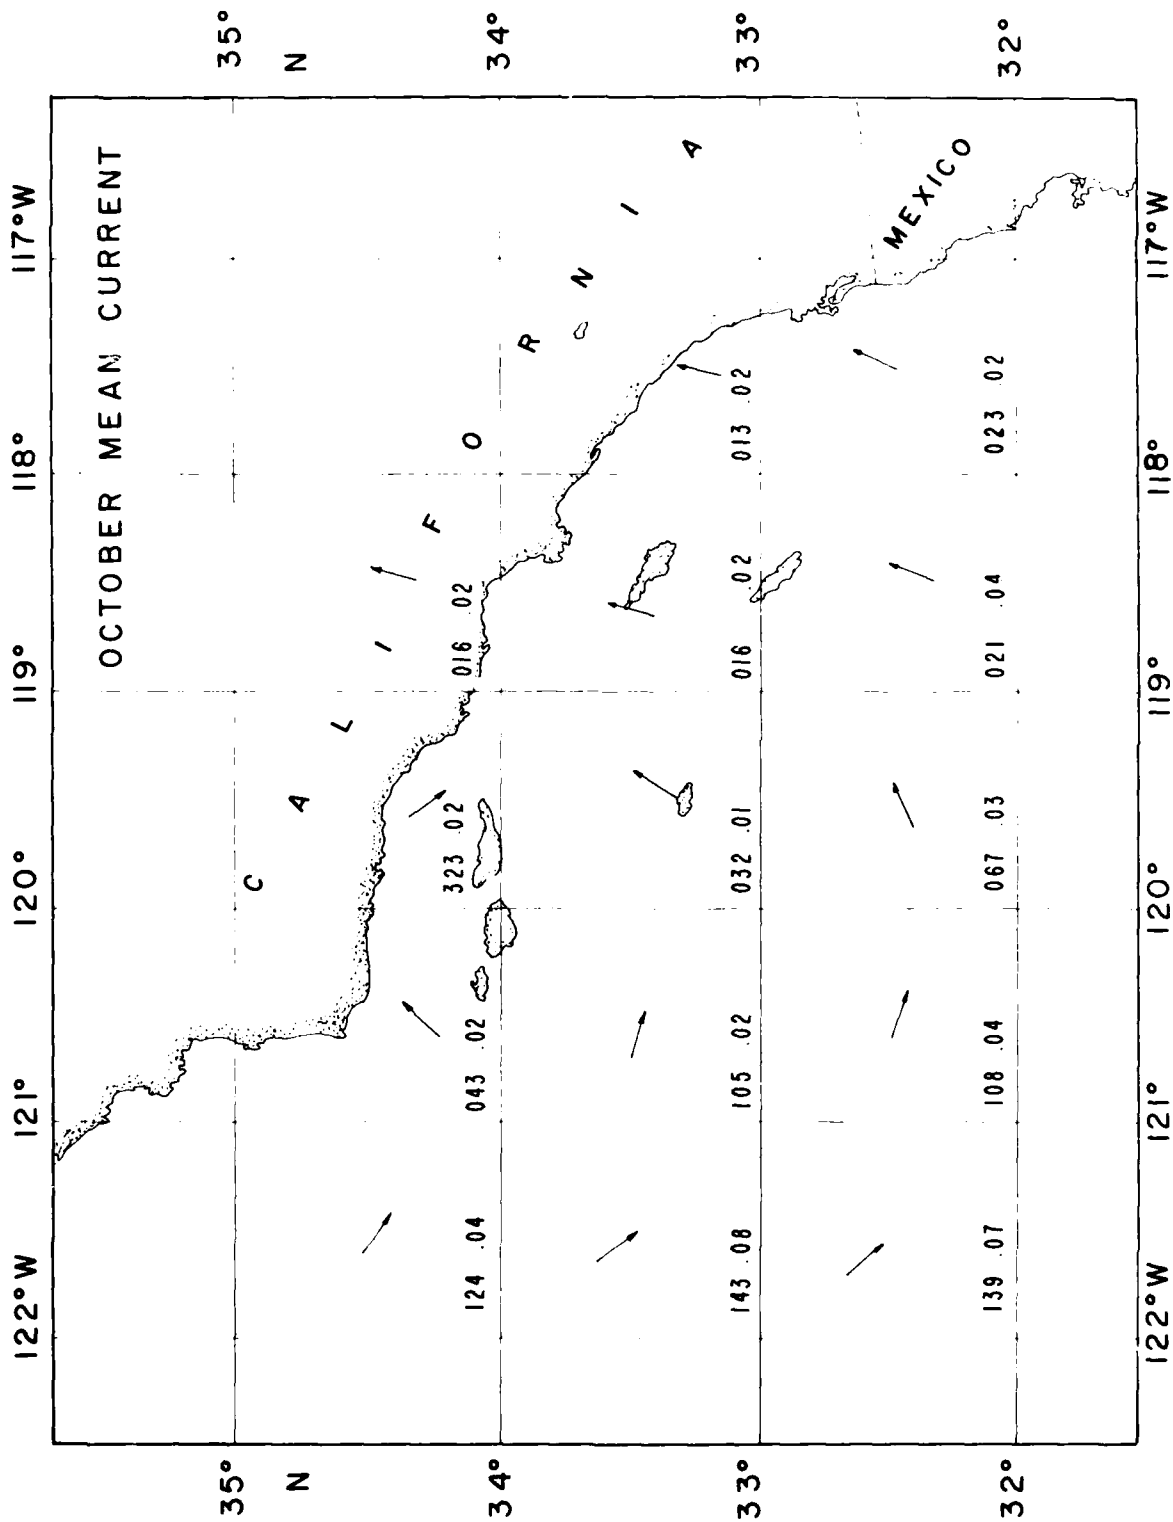 122°W 121° 120° 119° 118° 117°W
OCTOBER MEAN CURRENT
35° 35°
N N
CALIFORNIA
124 .04 043 .02 323 .02 016 .02
34° 34°
143 .08 105 .02 032 .01 016 .02 013 .02
33° 33°
MEXICO
139 .07 108 .04 067 .03 021 .04 023 .02
32° 32°
122°W 121° 120° 119° 118° 117°W